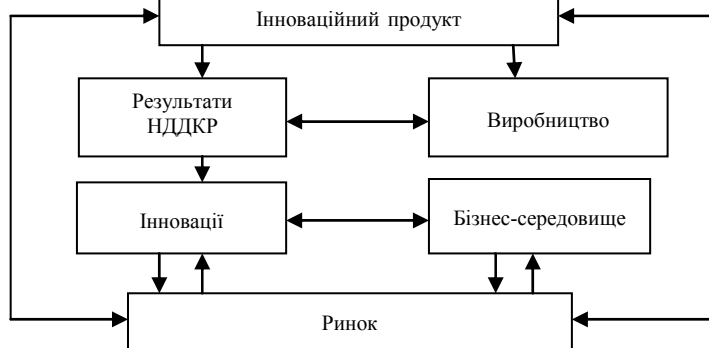 Інноваційний продукт
Результати
НДДКР
Виробництво
Інновації
Бізнес-середовище
Ринок